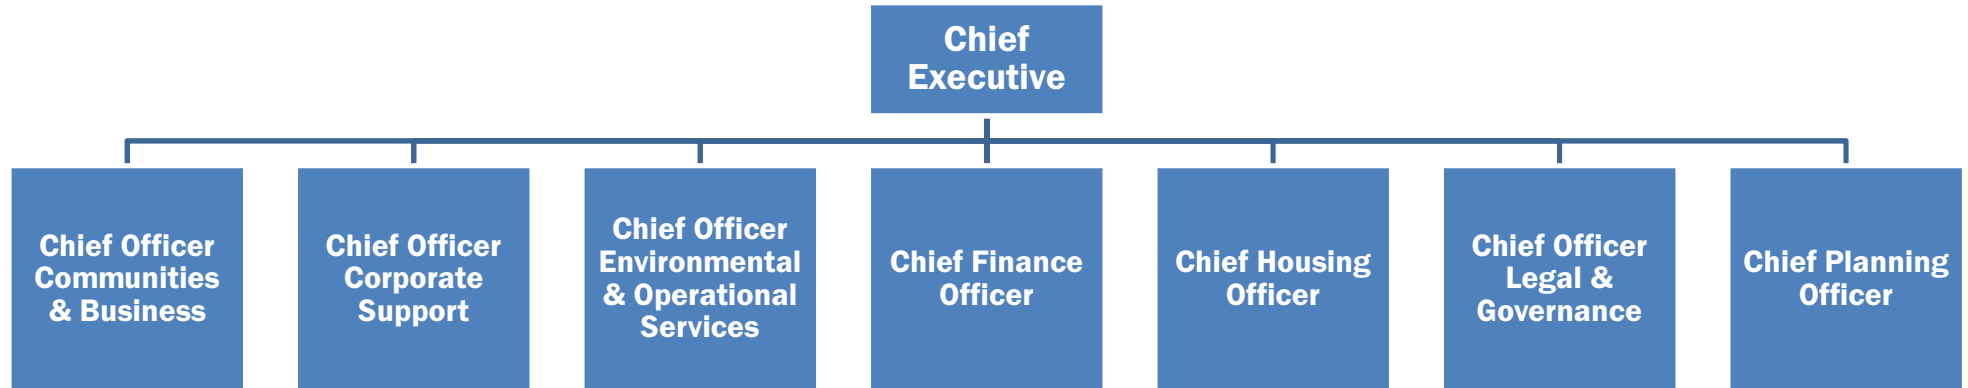 Chief
Executive
Chief Officer
Communities
& Business
Chief Officer
Corporate
Support
Chief Officer
Environmental
& Operational
Services
Chief Finance
Officer
Chief Housing
Officer
Chief Officer
Legal &
Governance
Chief Planning
Officer